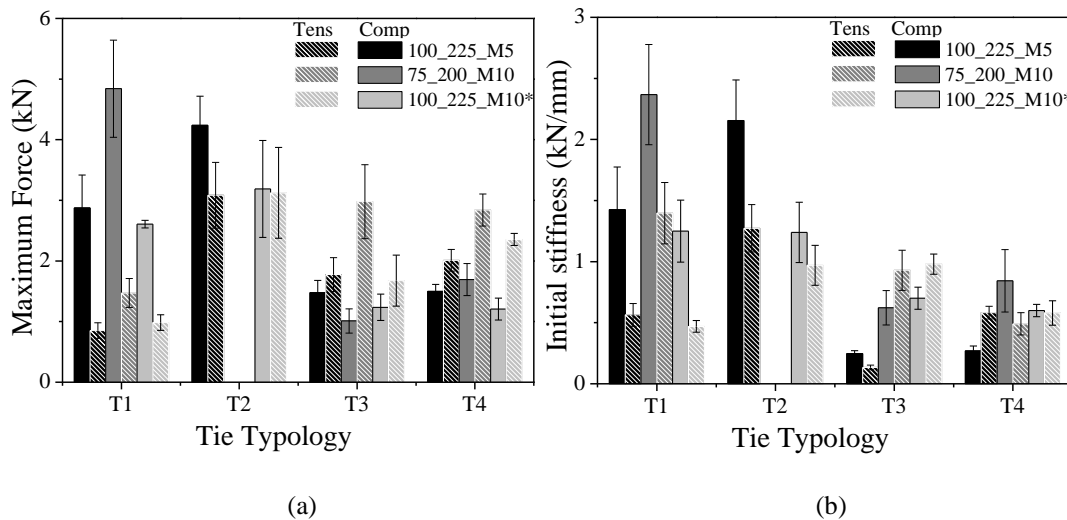 Maximum Force (kN)
6
4
2
0
Tens Comp
100_225_M5
75_200_M10
100_225_M10*
T1 T2 T3 T4
Tie Typology
(a)
Initial stiffness (kN/mm)
3
2
1
0
Tens Comp
100_225_M5
75_200_M10
100_225_M10*
T1 T2 T3 T4
Tie Typology
(b)